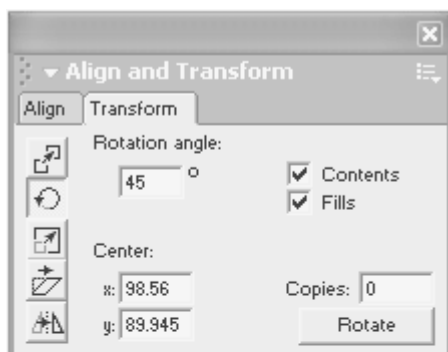 Align and Transform
Align Transform
Rotation angle:
45 °
Contents
Fills
Center:
x: 98.56 Copies: 0
y: 89.945 Rotate